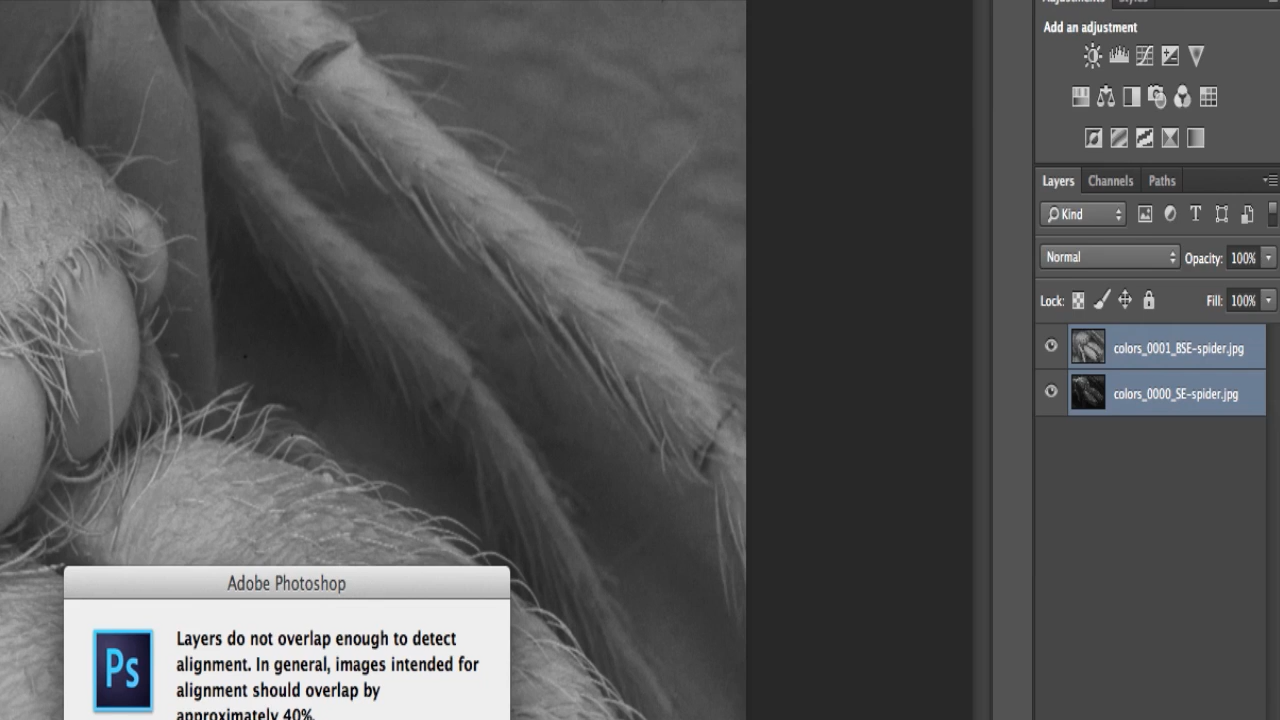 Adjustments Styles
Add an adjustment
Layers Channels Paths
Kind
Normal Opacity: 100%
Lock: Fill: 100%
colors_0001_BSE-spider.jpg
colors_0000_SE-spider.jpg
Adobe Photoshop
Ps
Layers do not overlap enough to detect
alignment. In general, images intended for
alignment should overlap by
approximately 40%.